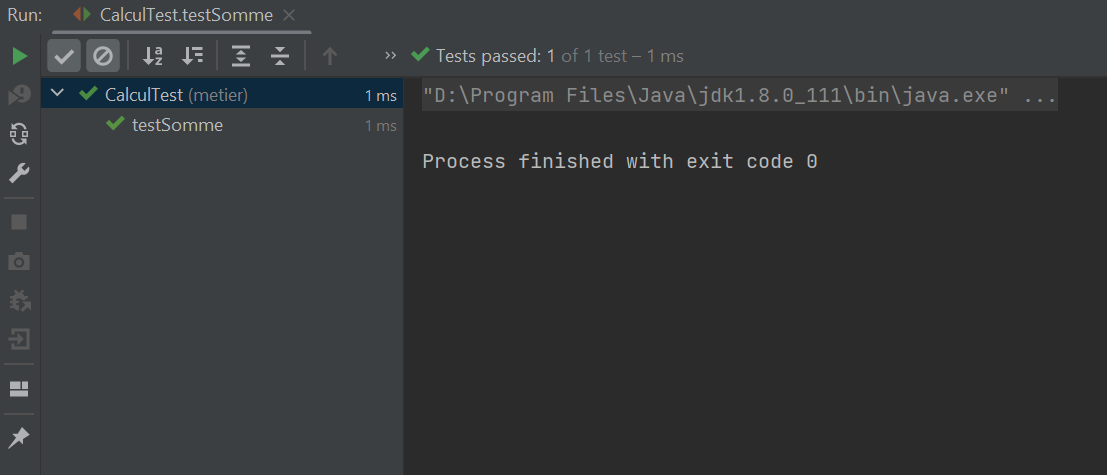 Run: CalculTest.testSomme
Tests passed: 1 of 1 test – 1 ms
CalculTest (metier) 1 ms
testSomme 1 ms
"D:\Program Files\Java\jdk1.8.0_111\bin\java.exe" ...
Process finished with exit code 0